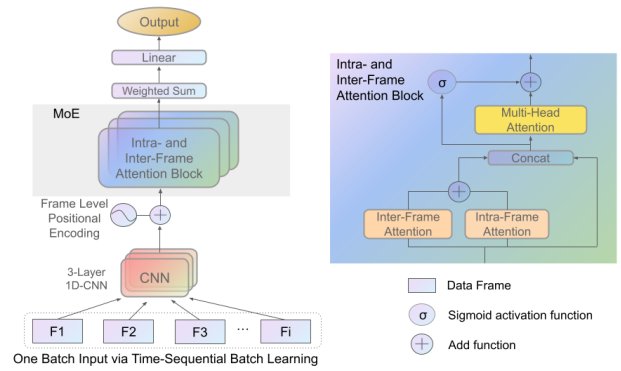 Output
Linear
Weighted Sum
MoE
Intra- and
Inter-Frame
Attention Block
Frame Level
Positional
Encoding
+
3-Layer
1D-CNN
CNN
F1
F2
F3
...
Fi
One Batch Input via Time-Sequential Batch Learning
Intra- and
Inter-Frame
Attention Block
σ
+
Multi-Head
Attention
Concat
+
Inter-Frame
Attention
Intra-Frame
Attention
Data Frame
σ
Sigmoid activation function
+
Add function